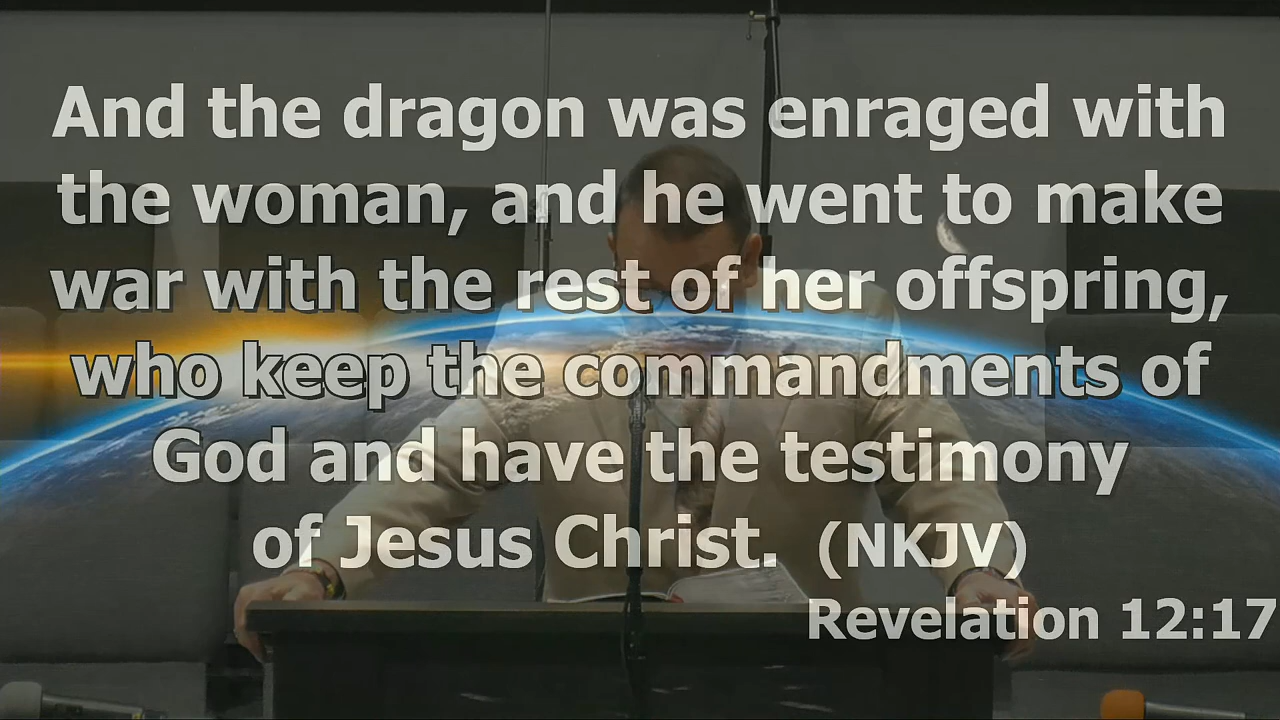 And the dragon was enraged with
the woman, and he went to make
war with the rest of her offspring,
who keep the commandments of
God and have the testimony
of Jesus Christ. (NKJV)
Revelation 12:17